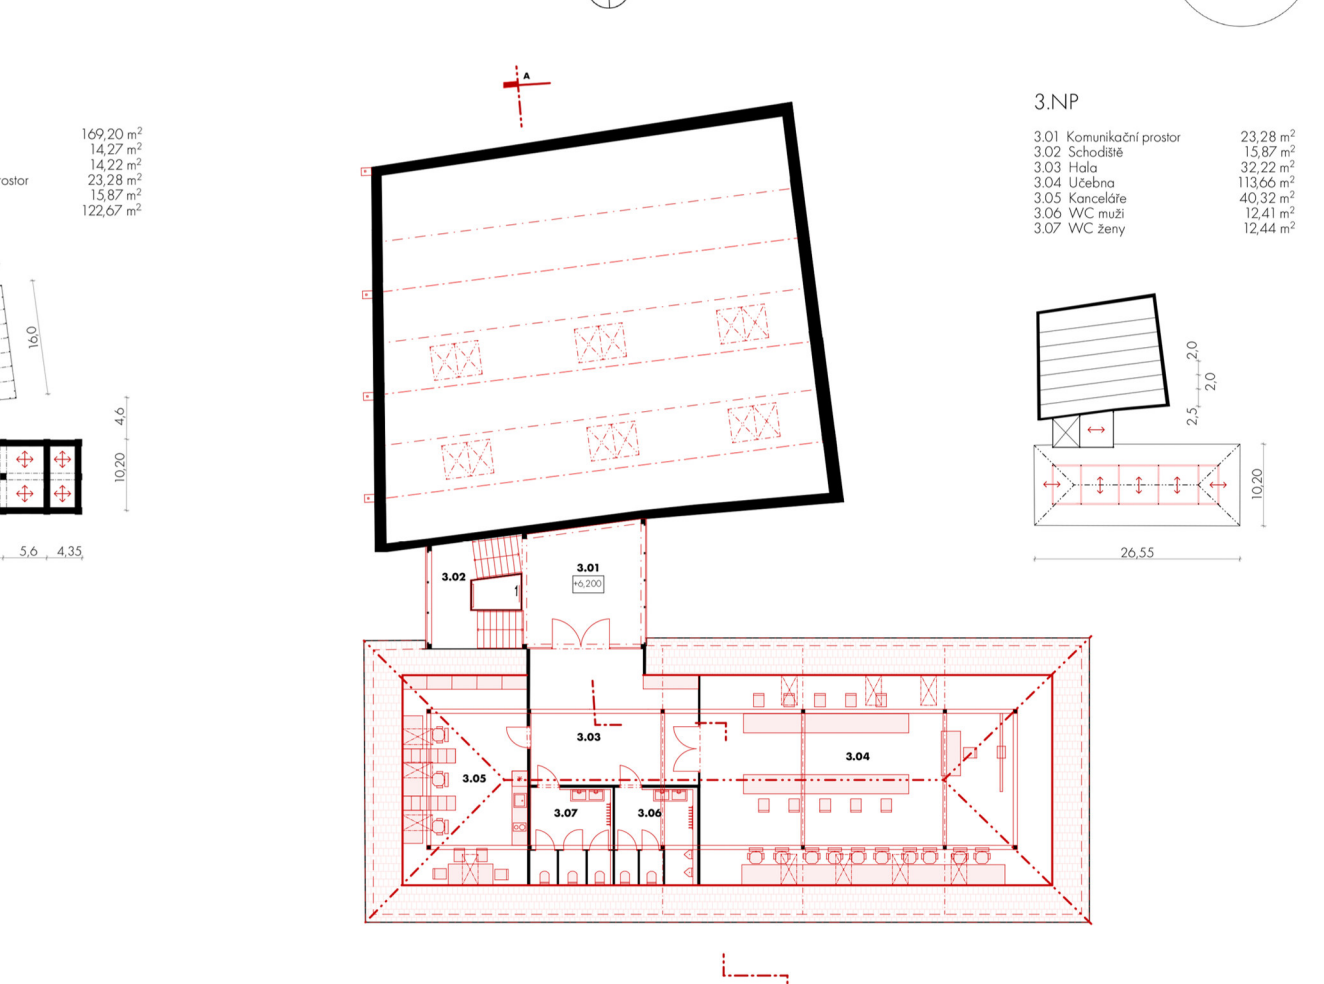 A
169,20 m²
14,27 m²
14,22 m²
rostor 23,28 m²
15,87 m²
122,67 m²
3.NP
3.01 Komunikační prostor 23,28 m²
3.02 Schodiště 15,87 m²
3.03 Hala 32,22 m²
3.04 Učebna 113,66 m²
3.05 Kanceláře 40,32 m²
3.06 WC muži 12,41 m²
3.07 WC ženy 12,44 m²
16,0
4,6
10,20
5,6
4,35
2,0
2,0
2,5
10,20
26,55
3.01
+6,200
3.02
3.03
3.04
3.05
3.07
3.06